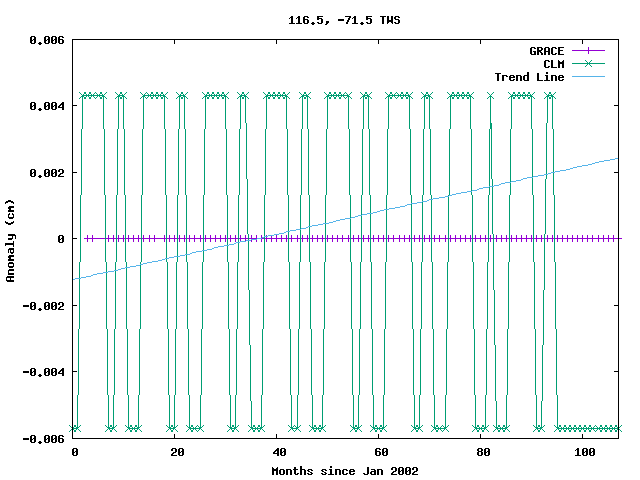 116.5, -71.5 TWS
GRACE
CLM
Trend Line
0.006
0.004
0.002
0
-0.002
-0.004
-0.006
Anomaly (cm)
0 20 40 60 80 100
Months since Jan 2002